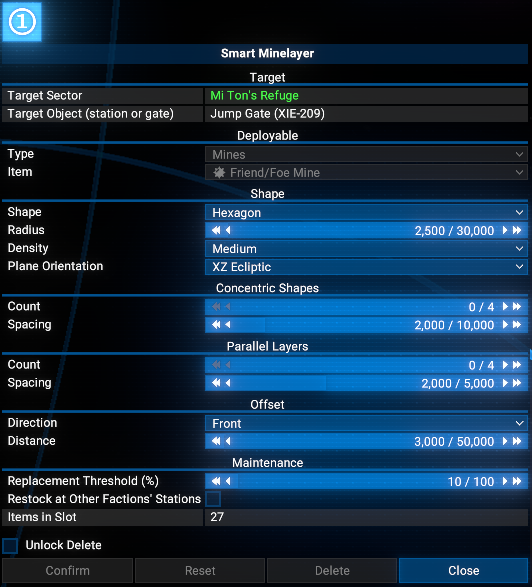 1
Smart Minelayer
Target
Target Sector Mi Ton's Refuge
Target Object (station or gate) Jump Gate (XIE-209)
Deployable
Type Mines
Item Friend/Foe Mine
Shape
Shape Hexagon
Radius 2,500 / 30,000
Density Medium
Plane Orientation XZ Ecliptic
Concentric Shapes
Count 0 / 4
Spacing 2,000 / 10,000
Parallel Layers
Count 0 / 4
Spacing 2,000 / 5,000
Offset
Direction Front
Distance 3,000 / 50,000
Maintenance
Replacement Threshold (%) 10 / 100
Restock at Other Factions' Stations
Items in Slot 27
Unlock Delete
Confirm Reset Delete Close